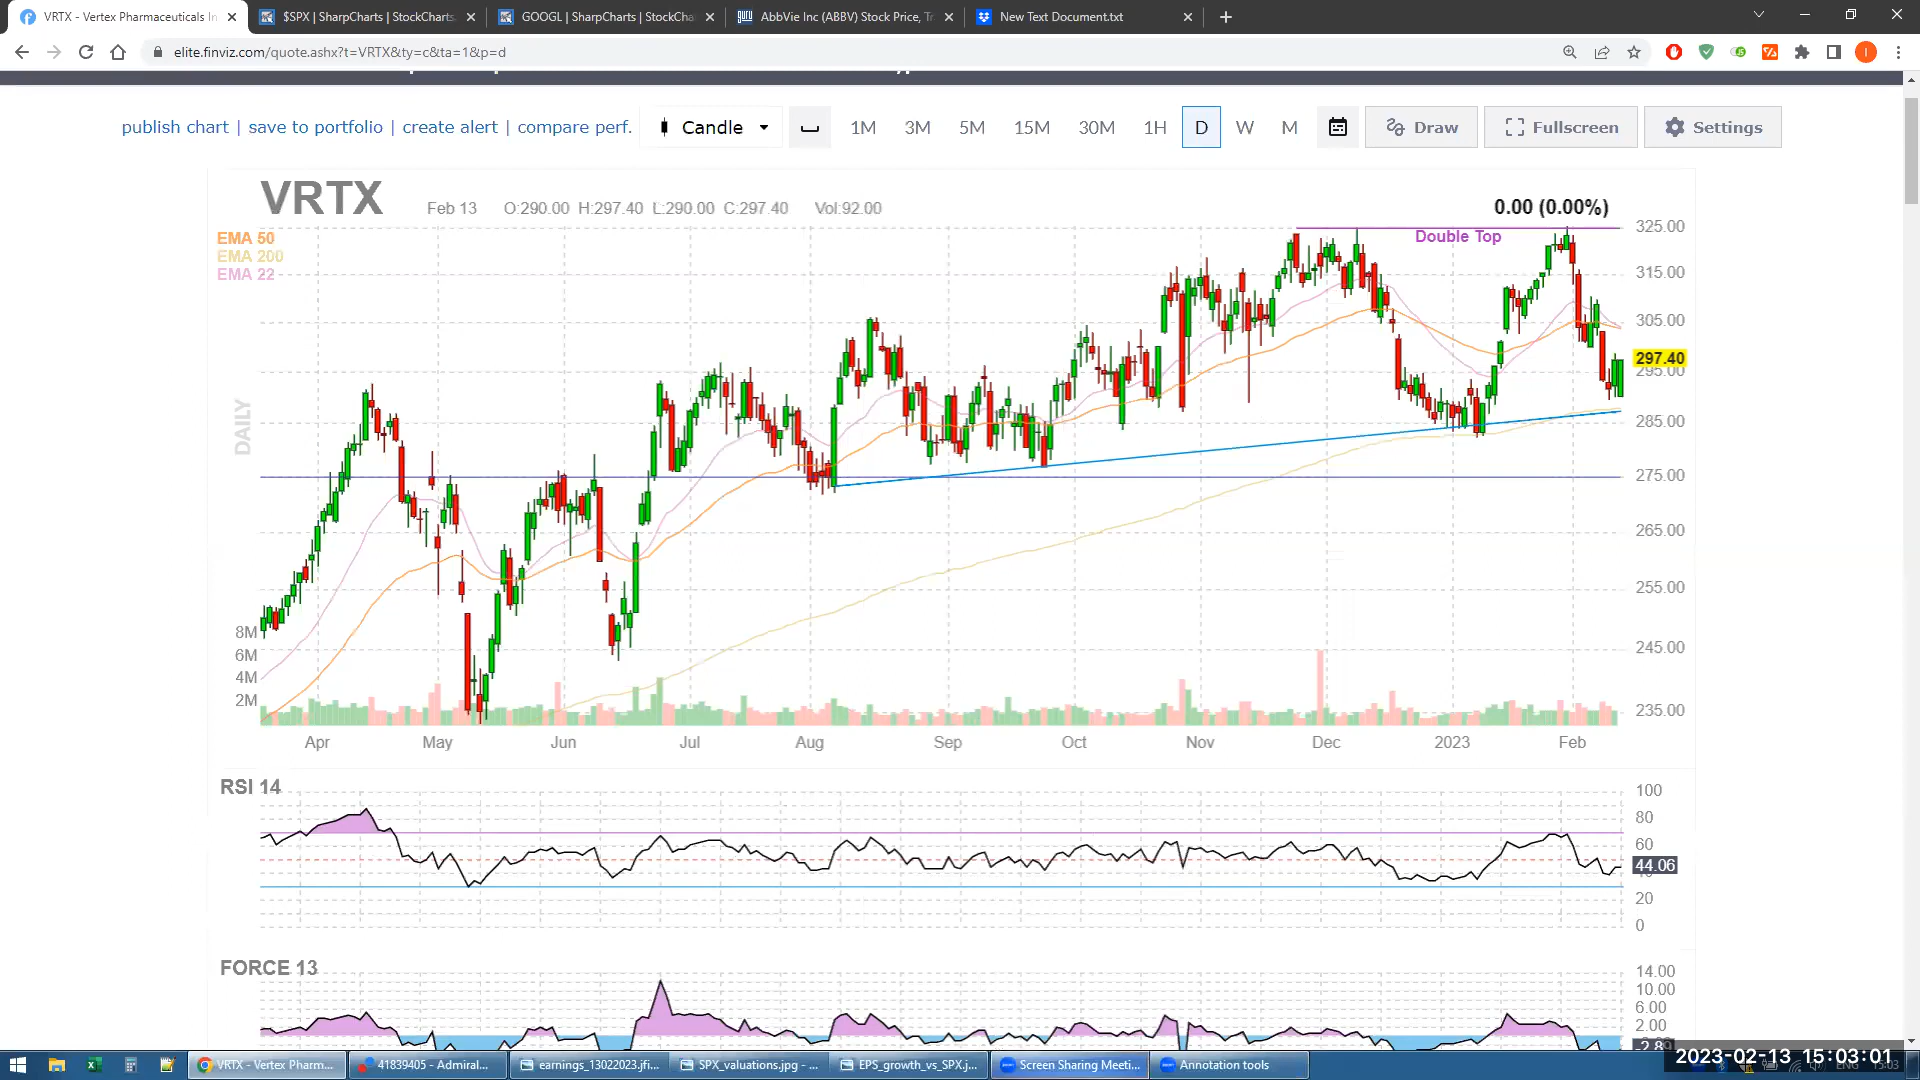 VRTX - Vertex Pharmaceuticals In
$SPX | SharpCharts | StockCharts.
GOOGL | SharpCharts | StockCha
AbbVie Inc (ABBV) Stock Price, Tr
New Text Document.txt
elite.finviz.com/quote.ashx?t=VRTX&ty=c&ta=1&p=d
publish chart | save to portfolio | create alert | compare perf.
Candle
1M 3M 5M 15M 30M 1H D W M
Draw
Fullscreen
Settings
VRTX
Feb 13 O:290.00 H:297.40 L:290.00 C:297.40 Vol:92.00
0.00 (0.00%)
EMA 50
EMA 200
EMA 22
Double Top
DAILY
325.00
315.00
305.00
297.40
295.00
285.00
275.00
265.00
255.00
245.00
235.00
8M
6M
4M
2M
Apr May Jun Jul Aug Sep Oct Nov Dec 2023 Feb
RSI 14
100
80
60
44.06
20
0
FORCE 13
14.00
10.00
6.00
2.00
-2.89
VRTX - Vertex Pharm...
41839405 - Admiral...
earnings_13022023.jfi...
SPX_valuations.jpg - ...
EPS_growth_vs_SPX.j...
Screen Sharing Meeti...
Annotation tools
2023-02-13 15:03:01